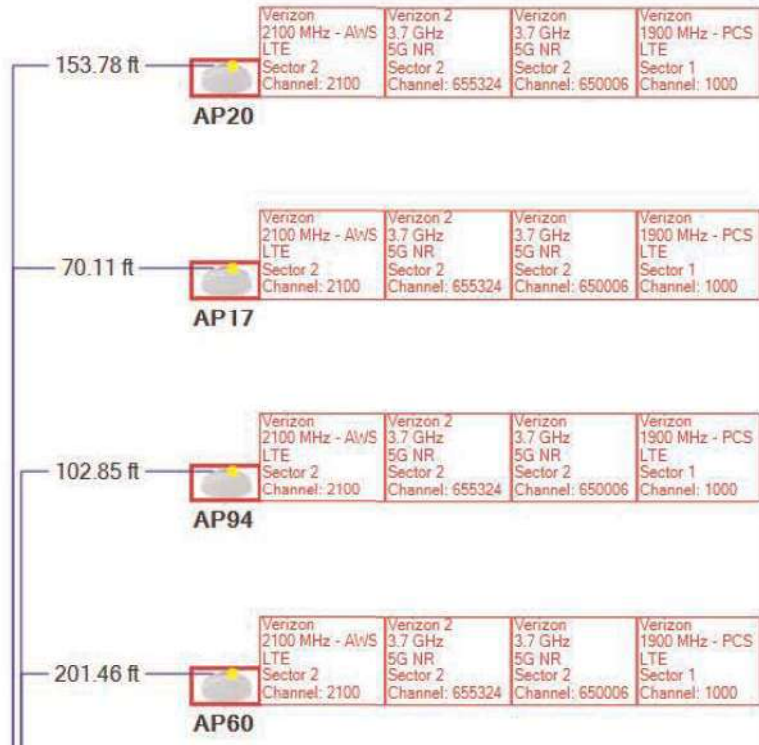 153.78 ft
AP20
Verizon
2100 MHz - AWS
LTE
Sector 2
Channel: 2100
Verizon 2
3.7 GHz
5G NR
Sector 2
Channel: 655324
Verizon
3.7 GHz
5G NR
Sector 2
Channel: 650006
Verizon
1900 MHz - PCS
LTE
Sector 1
Channel: 1000
70.11 ft
AP17
Verizon
2100 MHz - AWS
LTE
Sector 2
Channel: 2100
Verizon 2
3.7 GHz
5G NR
Sector 2
Channel: 655324
Verizon
3.7 GHz
5G NR
Sector 2
Channel: 650006
Verizon
1900 MHz - PCS
LTE
Sector 1
Channel: 1000
102.85 ft
AP94
Verizon
2100 MHz - AWS
LTE
Sector 2
Channel: 2100
Verizon 2
3.7 GHz
5G NR
Sector 2
Channel: 655324
Verizon
3.7 GHz
5G NR
Sector 2
Channel: 650006
Verizon
1900 MHz - PCS
LTE
Sector 1
Channel: 1000
201.46 ft
AP60
Verizon
2100 MHz - AWS
LTE
Sector 2
Channel: 2100
Verizon 2
3.7 GHz
5G NR
Sector 2
Channel: 655324
Verizon
3.7 GHz
5G NR
Sector 2
Channel: 650006
Verizon
1900 MHz - PCS
LTE
Sector 1
Channel: 1000